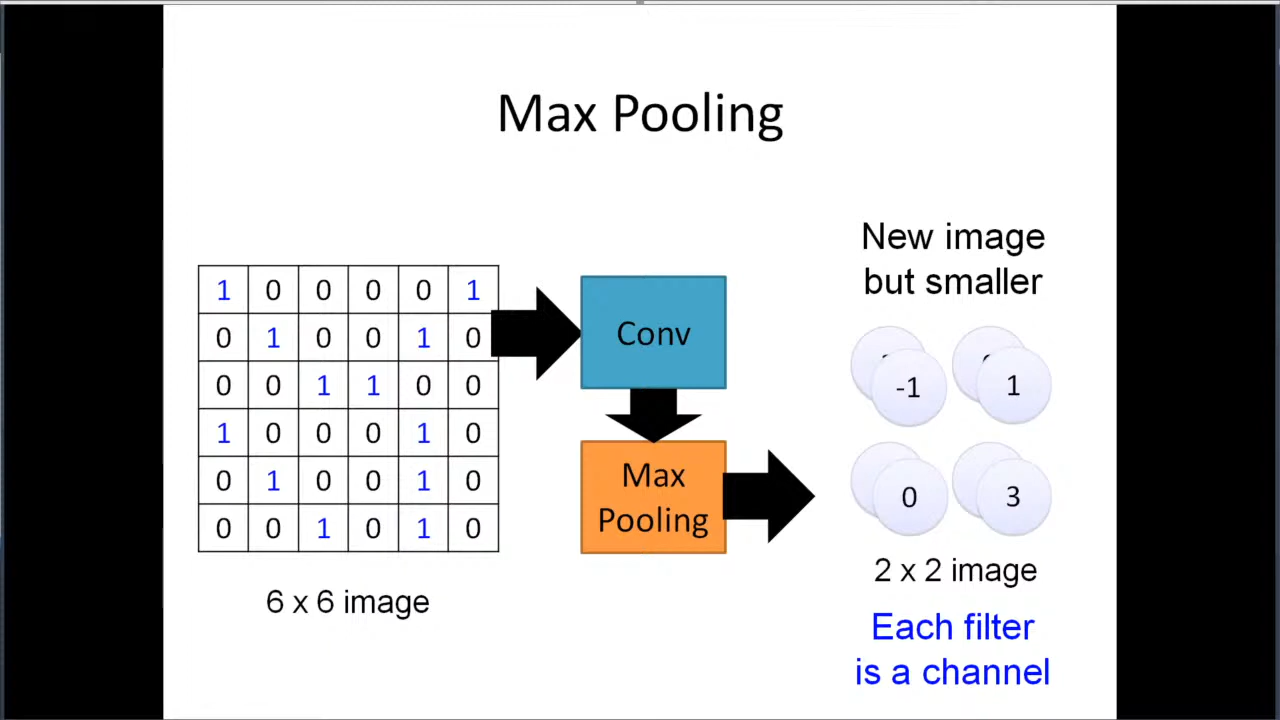 Max Pooling
1 0 0 0 0 1
0 1 0 0 1 0
0 0 1 1 0 0
1 0 0 0 1 0
0 1 0 0 1 0
0 0 1 0 1 0
6 x 6 image
Conv
Max
Pooling
New image
but smaller
-1 1
0 3
2 x 2 image
Each filter
is a channel